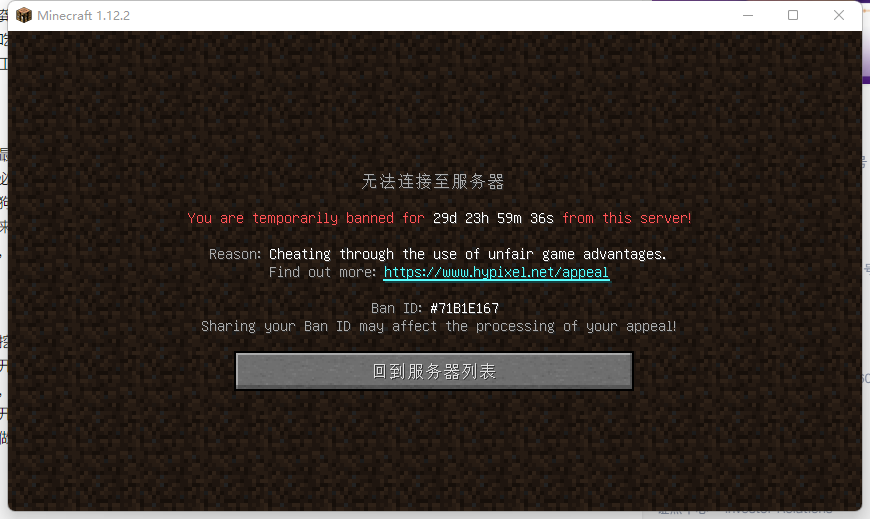 Minecraft 1.12.2
无法连接至服务器
You are temporarily banned for 29d 23h 59m 36s from this server!
Reason: Cheating through the use of unfair game advantages.
Find out more: https://www.hypixel.net/appeal
Ban ID: #71B1E167
Sharing your Ban ID may affect the processing of your appeal!
回到服务器列表